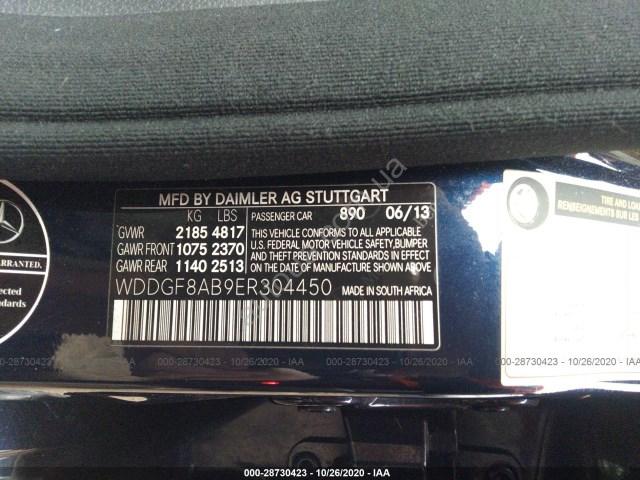 MFD BY DAIMLER AG STUTTGART
KG LBS
GVWR 2185 4817
GAWR FRONT 1075 2370
GAWR REAR 1140 2513
PASSENGER CAR 890 06/13
THIS VEHICLE CONFORMS TO ALL APPLICABLE
U.S. FEDERAL MOTOR VEHICLE SAFETY,BUMPER
AND THEFT PREVENTION STANDARDS IN
EFFECT ON THE DATE OF MANUFACTURE
SHOWN ABOVE
WDDGF8AB9ER304450 MADE IN SOUTH AFRICA
TIRE AND LOA
RENSEIGNEMENTS SUR LES
000-28730423 - 10/26/2020 - IAA
000-28730423 - 10/26/2020 - IAA
000-28730423 - 10/26/2020 - IAA
000-28730423 - 10/26/2020 - IAA